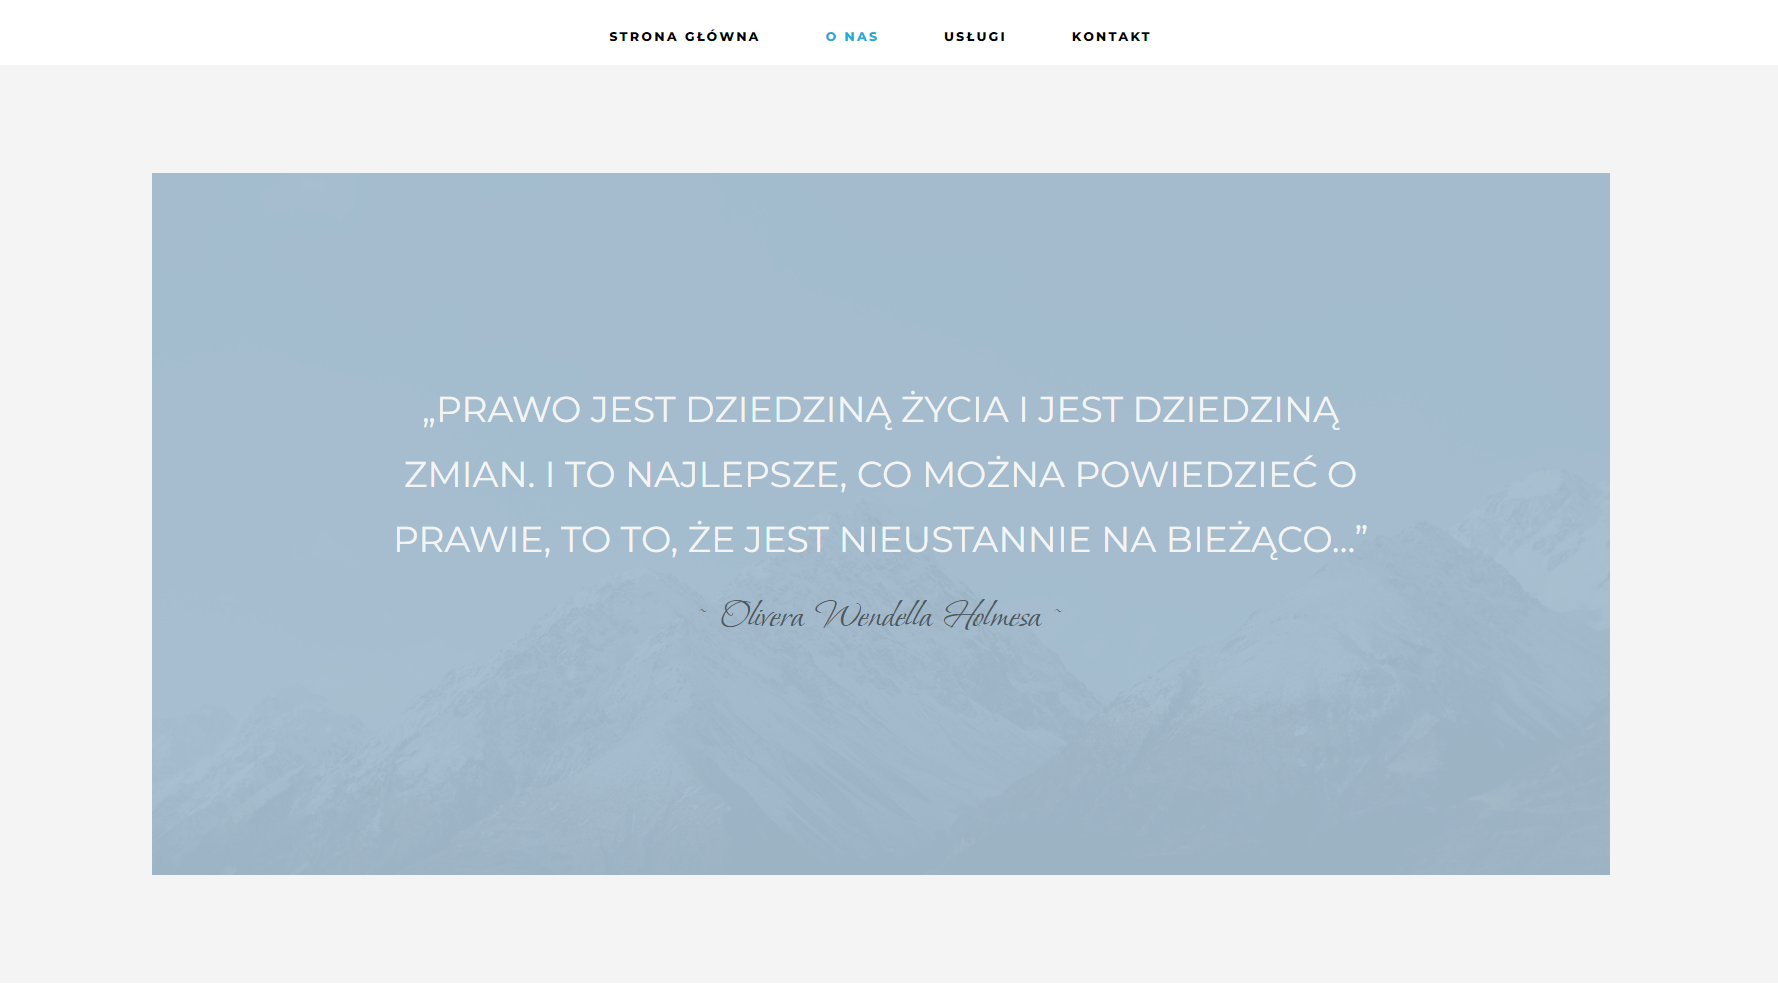 STRONA GŁÓWNA O NAS USŁUGI KONTAKT
„PRAWO JEST DZIEDZINĄ ŻYCIA I JEST DZIEDZINĄ
ZMIAN. I TO NAJLEPSZE, CO MOŻNA POWIEDZIEĆ O
PRAWIE, TO TO, ŻE JEST NIEUSTANNIE NA BIEŻĄCO...”
~ Olivera Wendella Holmesa ~